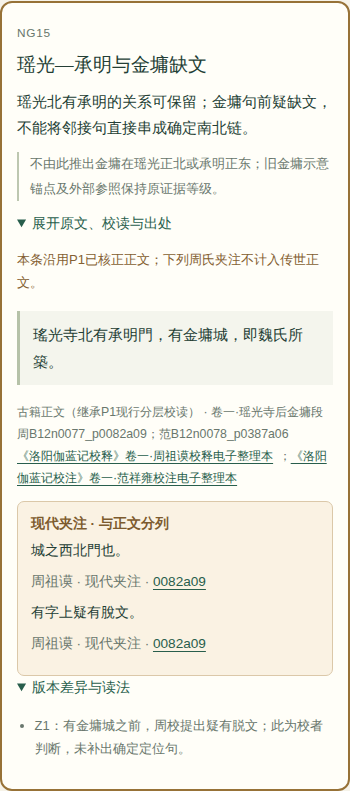 NG15
瑶光—承明与金墉缺文
瑶光北有承明的关系可保留；金墉句前疑缺文，
不能将邻接句直接串成确定南北链。
不由此推出金墉在瑶光正北或承明正东；旧金墉示意
锚点及外部参照保持原证据等级。
▼ 展开原文、校读与出处
本条沿用P1已核正正文；下列周氏夹注不计入传世正
文。
瑤光寺北有承明門，有金墉城，即魏氏所
築。
古籍正文（继承P1现行分层校读） · 卷一·瑶光寺后金墉段
周B12n0077_p0082a09；范B12n0078_p0387a06
《洛阳伽蓝记校释》卷一·周祖谟校释电子整理本 ；《洛阳
伽蓝记校注》卷一·范祥雍校注电子整理本
现代夹注 · 与正文分列
城之西北門也。
周祖谟 · 现代夹注 · 0082a09
有字上疑有脫文。
周祖谟 · 现代夹注 · 0082a09
▼ 版本差异与读法
• Z1：有金墉城之前，周校提出疑有脱文；此为校者
判断，未补出确定定位句。